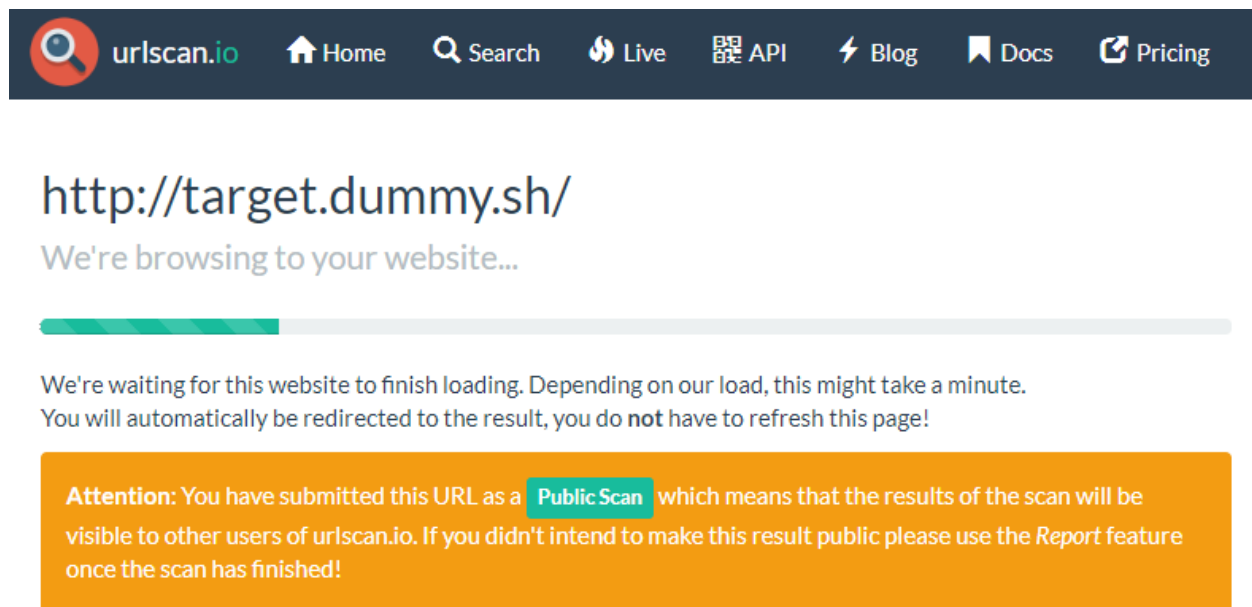 urlscan.io Home Search Live API Blog Docs Pricing
http://target.dummy.sh/
We're browsing to your website...
We're waiting for this website to finish loading. Depending on our load, this might take a minute.
You will automatically be redirected to the result, you do not have to refresh this page!
Attention: You have submitted this URL as a Public Scan which means that the results of the scan will be
visible to other users of urlscan.io. If you didn't intend to make this result public please use the Report feature
once the scan has finished!